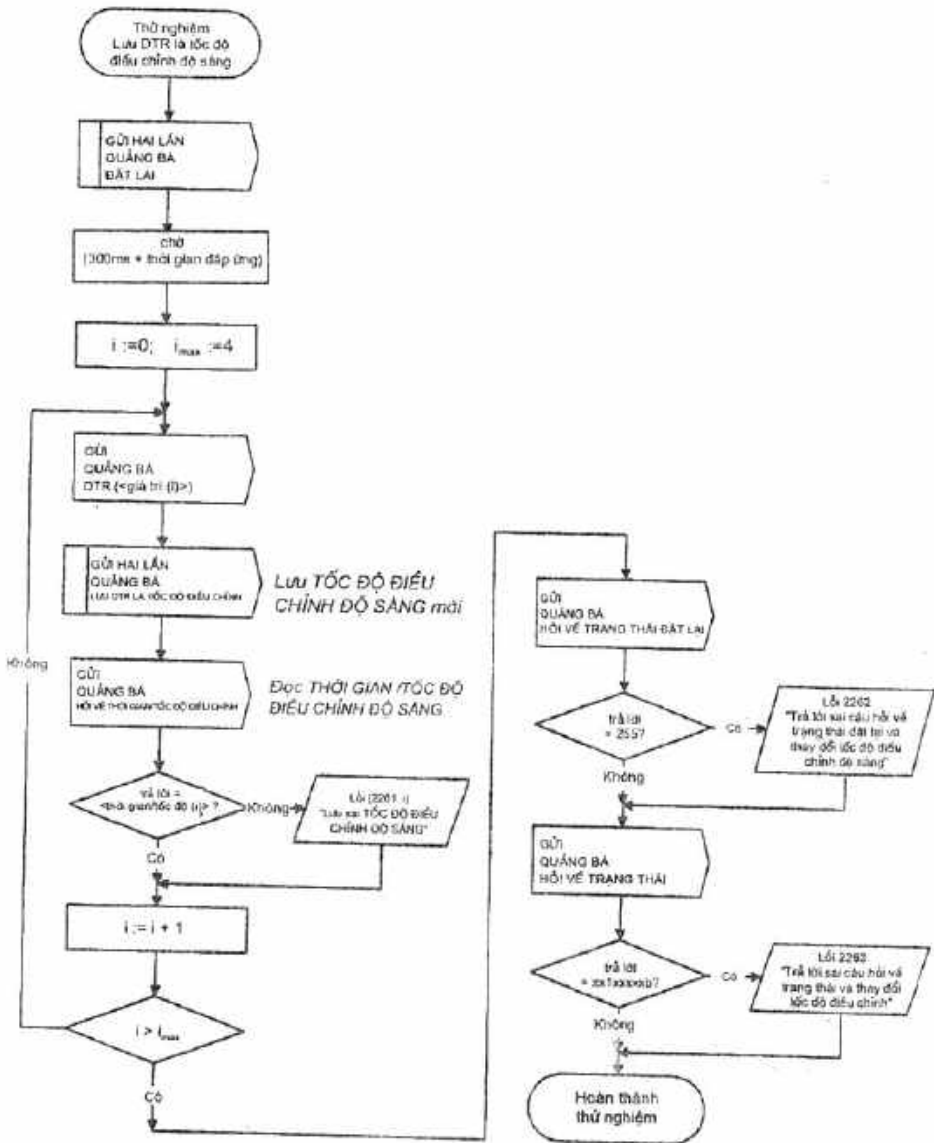 Thử nghiệm
Lưu DTR là tốc độ
điều chỉnh độ sáng
GỬI HAI LẦN
QUẢNG BÁ
ĐẶT LẠI
chờ
(300ms + thời gian đáp ứng)
i :=0; imax :=4
GỬI
QUẢNG BÁ
DTR (<giá trị (i)>)
GỬI HAI LẦN
QUẢNG BÁ
LƯU DTR LÀ TỐC ĐỘ ĐIỀU CHỈNH
Lưu TỐC ĐỘ ĐIỀU
CHỈNH ĐỘ SÁNG mới
Không
GỬI
QUẢNG BÁ
HỎI VỀ THỜI GIAN/TỐC ĐỘ ĐIỀU CHỈNH
Đọc THỜI GIAN /TỐC ĐỘ
ĐIỀU CHỈNH ĐỘ SÁNG
trả lời =
<thời gian/tốc độ (i)> ?
Không
Lỗi (2261 i)
"Lưu sai TỐC ĐỘ ĐIỀU
CHỈNH ĐỘ SÁNG"
Có
i := i + 1
i > imax
Có
GỬI
QUẢNG BÁ
HỎI VỀ TRẠNG THÁI ĐẶT LẠI
trả lời
= 255?
Có
Lỗi 2262
"Trả lời sai câu hỏi về
trạng thái đặt lại và
thay đổi tốc độ điều
chỉnh độ sáng"
Không
GỬI
QUẢNG BÁ
HỎI VỀ TRẠNG THÁI
trả lời
= xx1xxxxxb?
Có
Lỗi 2263
"Trả lời sai câu hỏi về
trạng thái và thay đổi
tốc độ điều chỉnh"
Không
Hoàn thành
thử nghiệm